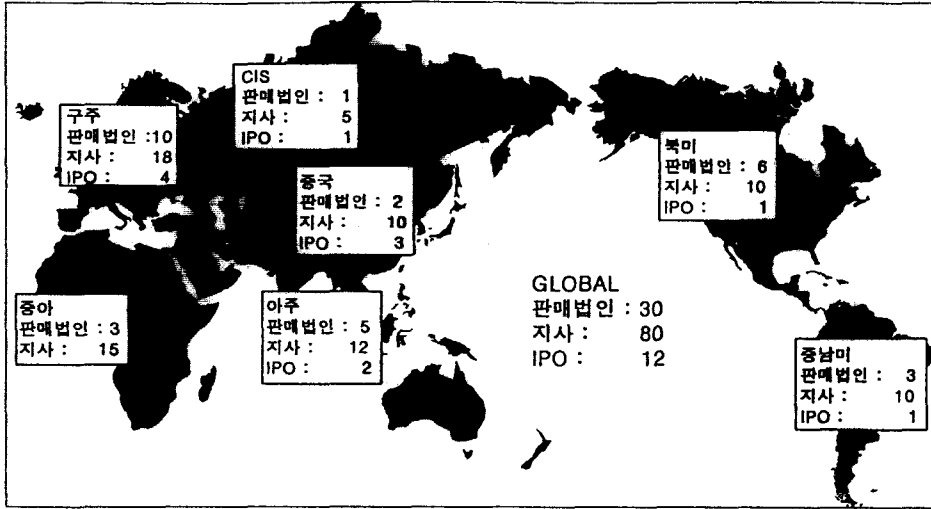 CIS
판매법인 : 1
지사 : 5
IPO : 1
구주
판매법인 :10
지사 : 18
IPO : 4
북미
판매법인 : 6
지사 : 10
IPO : 1
중국
판매법인 : 2
지사 : 10
IPO : 3
중아
판매법인 : 3
지사 : 15
아주
판매법인 : 5
지사 : 12
IPO : 2
GLOBAL
판매법인 : 30
지사 : 80
IPO : 12
중남미
판매법인 : 3
지사 : 10
IPO : 1